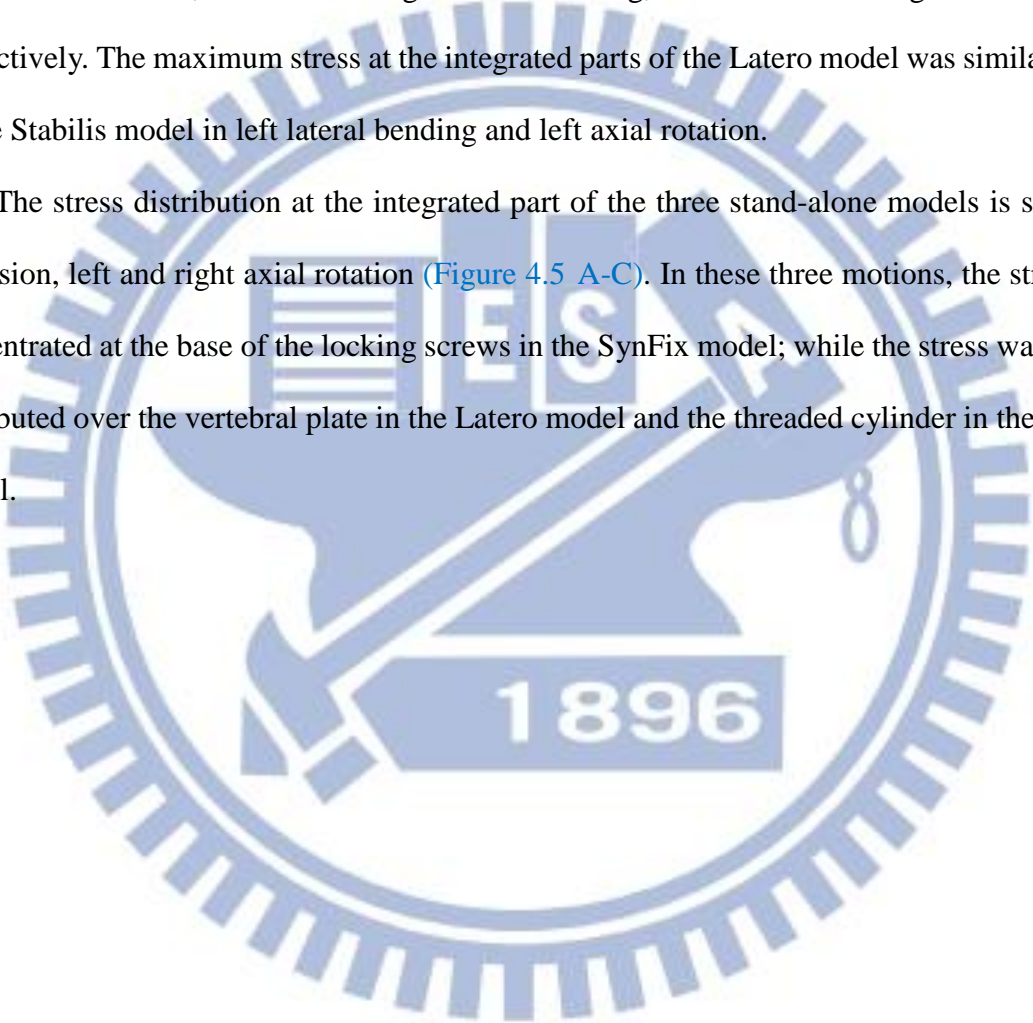 ctively. The maximum stress at the integrated parts of the Latero model was simila
e Stabilis model in left lateral bending and left axial rotation.
The stress distribution at the integrated part of the three stand-alone models is s
sion, left and right axial rotation (Figure 4.5 A-C). In these three motions, the st
entrated at the base of the locking screws in the SynFix model; while the stress wa
buted over the vertebral plate in the Latero model and the threaded cylinder in the
l.
E S A
8
1896